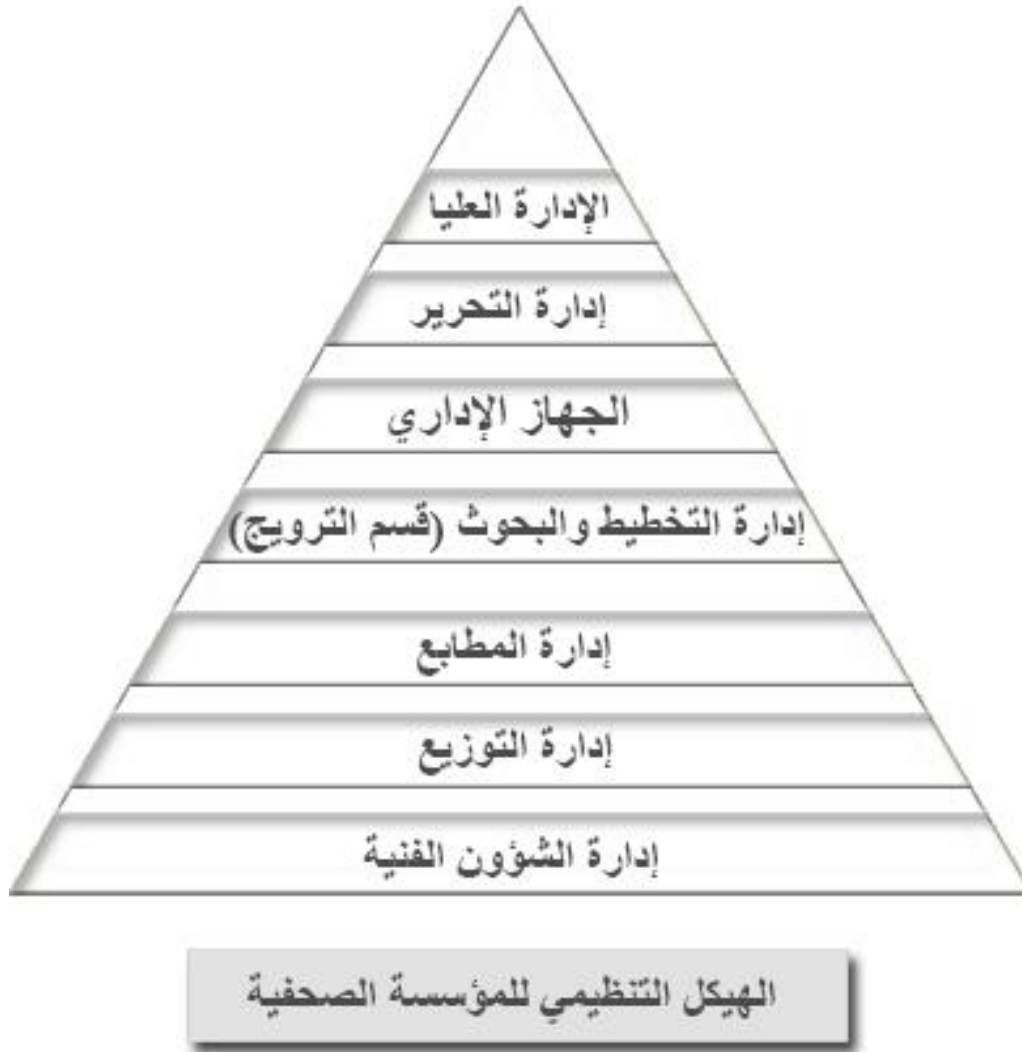 الإدارة العليا
إدارة التحرير
الجهاز الإداري
إدارة التخطيط والبحوث (قسم الترويج)
إدارة المطابع
إدارة التوزيع
إدارة الشؤون الفنية
الهيكل التنظيمي للمؤسسة الصحفية